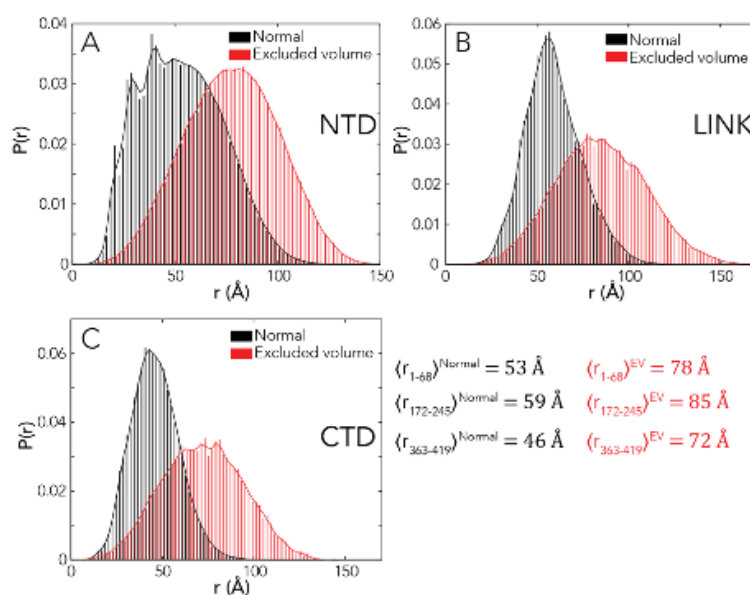 A
Normal
Excluded volume
NTD
P(r)
0.04
0.03
0.02
0.01
0
0
50
100
150
r (Å)
B
Normal
Excluded volume
LINK
P(r)
0.06
0.05
0.04
0.03
0.02
0.01
0.00
0
50
100
150
r (Å)
C
Normal
Excluded volume
CTD
P(r)
0.06
0.04
0.02
0
0
50
100
150
r (Å)
⟨r₁₋₆₈⟩ᴺᵒʳᵐᵃˡ = 53 Å ⟨r₁₋₆₈⟩ᴱⱽ = 78 Å
⟨r₁₇₂₋₂₄₅⟩ᴺᵒʳᵐᵃˡ = 59 Å ⟨r₁₇₂₋₂₄₅⟩ᴱⱽ = 85 Å
⟨r₃₆₃₋₄₁₉⟩ᴺᵒʳᵐᵃˡ = 46 Å ⟨r₃₆₃₋₄₁₉⟩ᴱⱽ = 72 Å